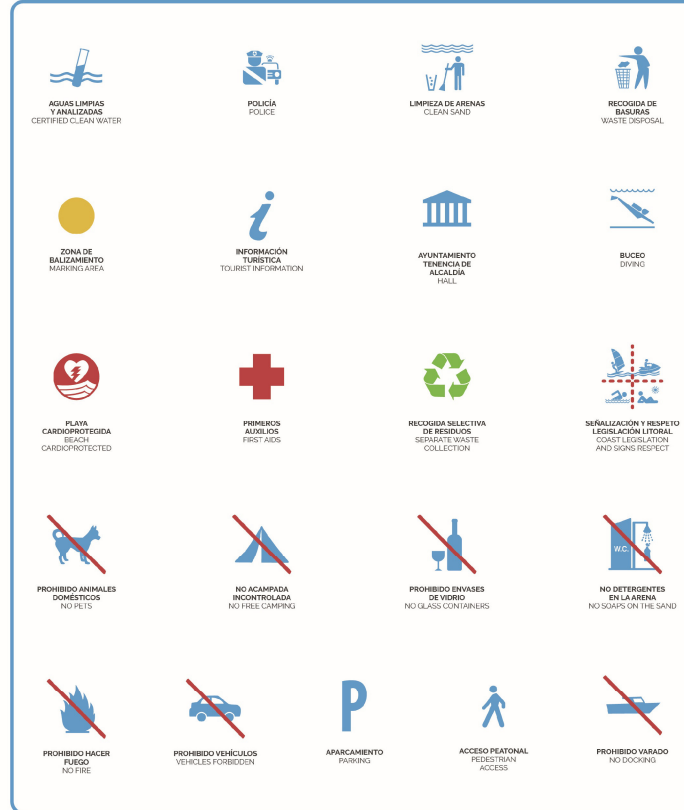 AGUAS LIMPIAS
Y ANALIZADAS
CERTIFIED CLEAN WATER
POLICÍA
POLICE
LIMPIEZA DE ARENAS
CLEAN SAND
RECOGIDA DE
BASURAS
WASTE DISPOSAL
ZONA DE
BALIZAMIENTO
MARKING AREA
INFORMACIÓN
TURÍSTICA
TOURIST INFORMATION
AYUNTAMIENTO
TENENCIA DE
ALCALDÍA
HALL
BUCEO
DIVING
PLAYA
CARDIOPROTEGIDA
BEACH
CARDIOPROTECTED
PRIMEROS
AUXILIOS
FIRST AIDS
RECOGIDA SELECTIVA
DE RESIDUOS
SEPARATE WASTE
COLLECTION
SEÑALIZACIÓN Y RESPETO
LEGISLACIÓN LITORAL
COAST LEGISLATION
AND SIGNS RESPECT
PROHIBIDO ANIMALES
DOMÉSTICOS
NO PETS
NO ACAMPADA
INCONTROLADA
NO FREE CAMPING
PROHIBIDO ENVASES
DE VIDRIO
NO GLASS CONTAINERS
W.C.
NO DETERGENTES
EN LA ARENA
NO SOAPS ON THE SAND
PROHIBIDO HACER
FUEGO
NO FIRE
PROHIBIDO VEHÍCULOS
VEHICLES FORBIDDEN
P
APARCAMIENTO
PARKING
ACCESO PEATONAL
PEDESTRIAN
ACCESS
PROHIBIDO VARADO
NO DOCKING